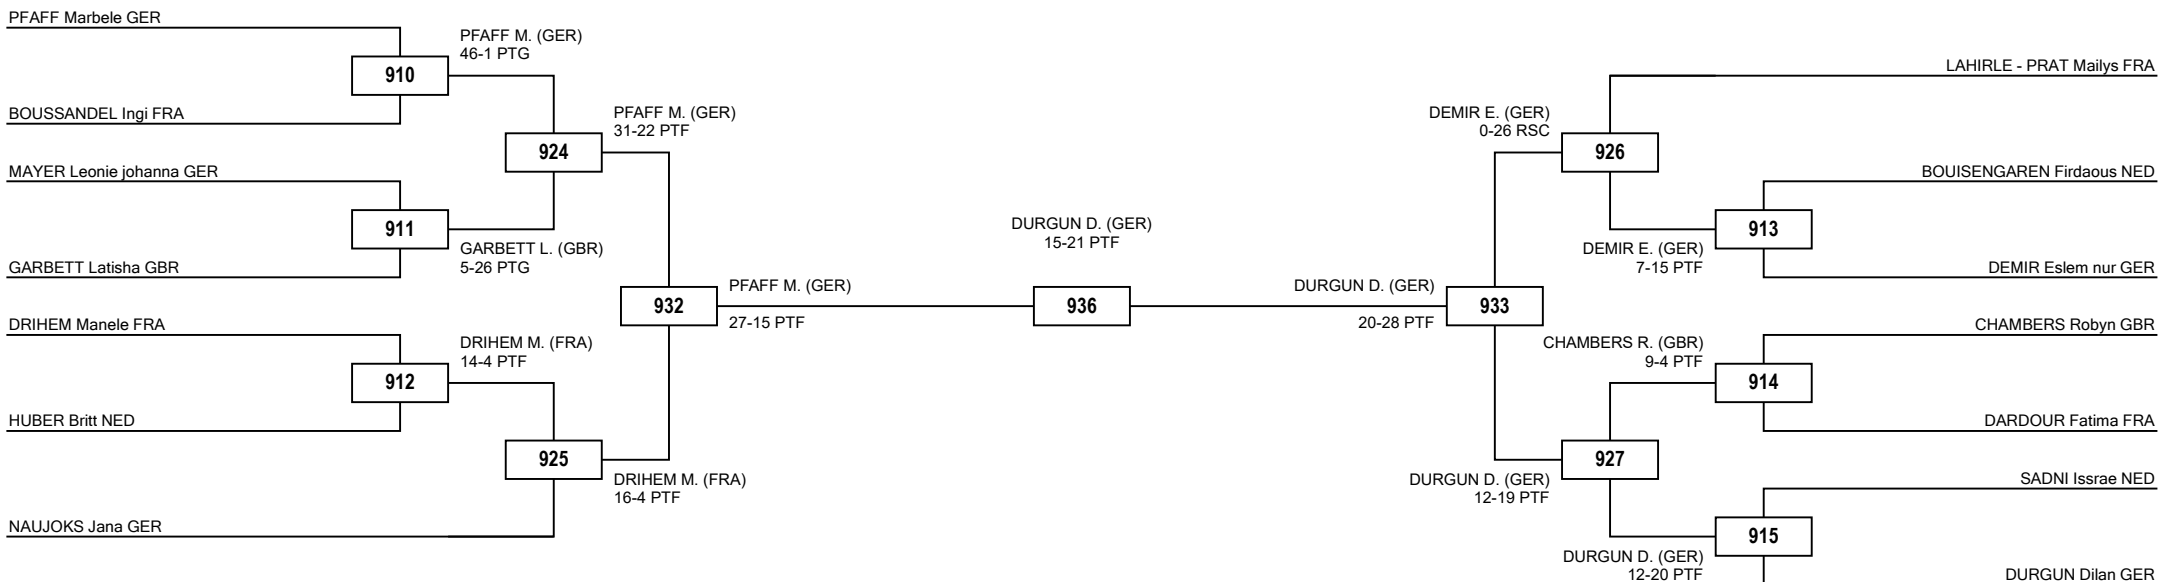 PFAFF Marbele GER
PFAFF M. (GER)
46-1 PTG
910
BOUSSANDEL Ingi FRA
PFAFF M. (GER)
31-22 PTF
924
MAYER Leonie johanna GER
911
GARBETT L. (GBR)
5-26 PTG
GARBETT Latisha GBR
932
PFAFF M. (GER)
27-15 PTF
DRIHEM Manele FRA
DRIHEM M. (FRA)
14-4 PTF
912
HUBER Britt NED
925
DRIHEM M. (FRA)
16-4 PTF
NAUJOKS Jana GER
DURGUN D. (GER)
15-21 PTF
936
LAHIRLE - PRAT Mailys FRA
DEMIR E. (GER)
0-26 RSC
926
BOUISENGAREN Firdaous NED
913
DEMIR E. (GER)
7-15 PTF
DEMIR Eslem nur GER
DURGUN D. (GER)
20-28 PTF
933
CHAMBERS Robyn GBR
CHAMBERS R. (GBR)
9-4 PTF
914
DARDOUR Fatima FRA
927
DURGUN D. (GER)
12-19 PTF
SADNI Issrae NED
915
DURGUN D. (GER)
12-20 PTF
DURGUN Dilan GER